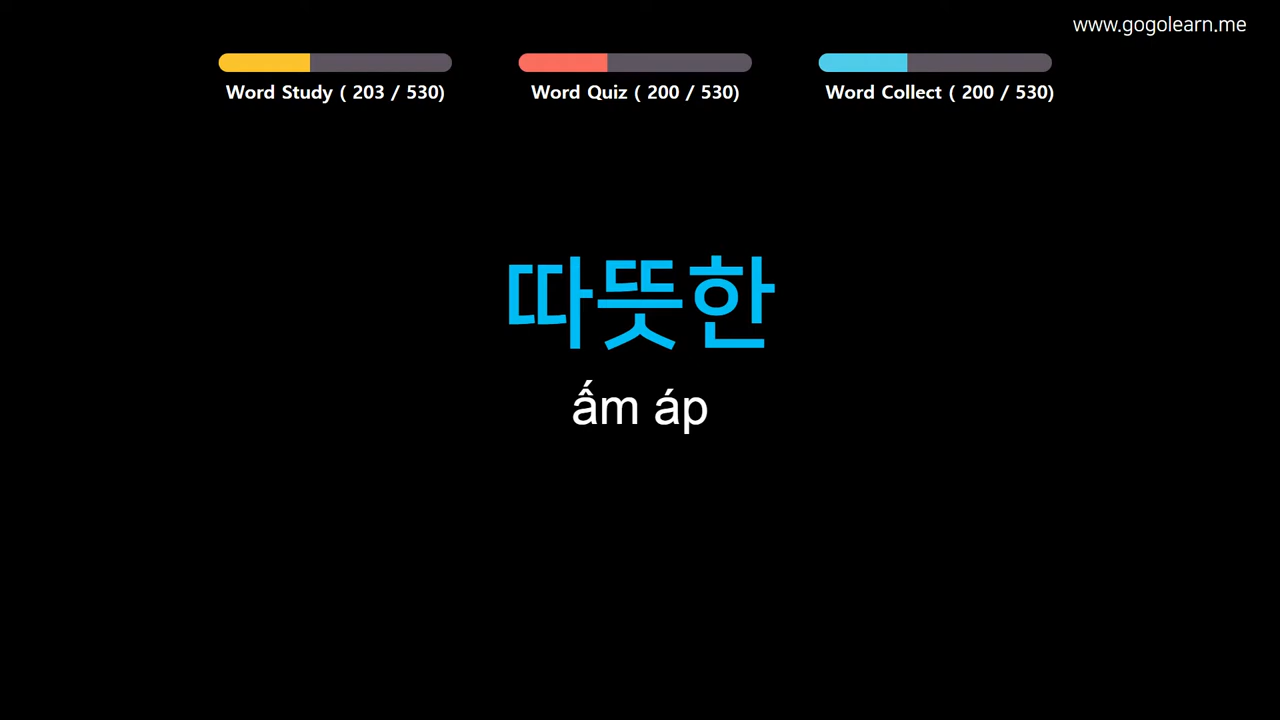 www.gogolearn.me
Word Study ( 203 / 530)
Word Quiz ( 200 / 530)
Word Collect ( 200 / 530)
따뜻한
ấm áp